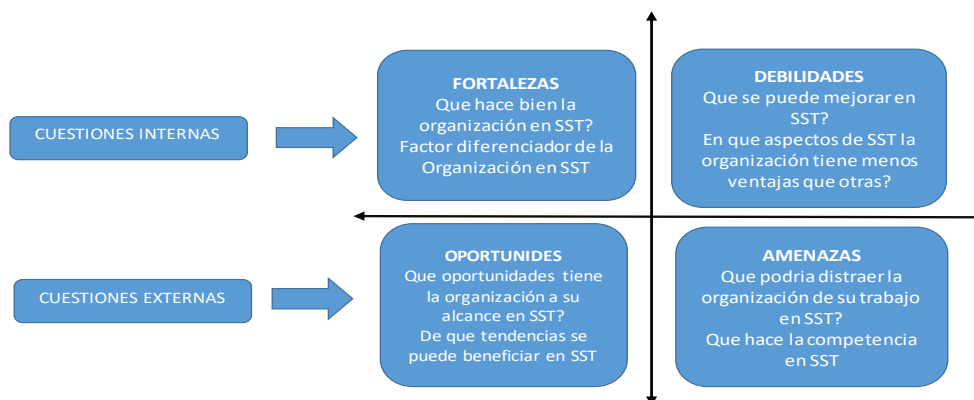 CUESTIONES INTERNAS
FORTALEZAS
Que hace bien la
organización en SST?
Factor diferenciador de la
Organización en SST
DEBILIDADES
Que se puede mejorar en
SST?
En que aspectos de SST la
organización tiene menos
ventajas que otras?
CUESTIONES EXTERNAS
OPORTUNIDES
Que oportunidades tiene
la organización a su
alcance en SST?
De que tendencias se
puede beneficiar en SST
AMENAZAS
Que podria distraer la
organización de su trabajo
en SST?
Que hace la competencia
en SST